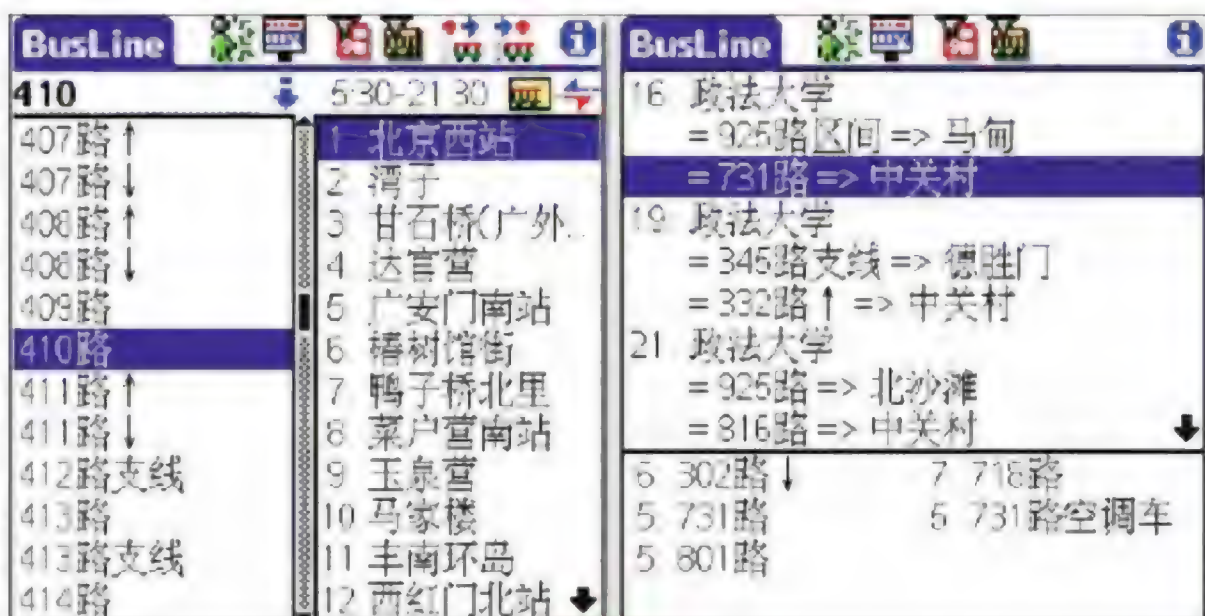 BusLine
410 5:30-21:30
407路↑
407路↓
408路↑
408路↓
409路
410路
411路↑
411路↓
412路支线
413路
413路支线
414路
1 北京西站
2 湾子
3 甘石桥(广外..
4 达官营
5 广安门南站
6 椿树馆街
7 鸭子桥北里
8 菜户营南站
9 玉泉营
10 马家楼
11 丰南环岛
12 西红门北站
BusLine
16 政法大学
=925路区间=>马甸
=731路=>中关村
19 政法大学
=345路支线=>德胜门
=332路↑=>中关村
21 政法大学
=925路=>北沙滩
=816路=>中关村
6 302路↓ 7 718路
5 731路 6 731路空调车
5 801路